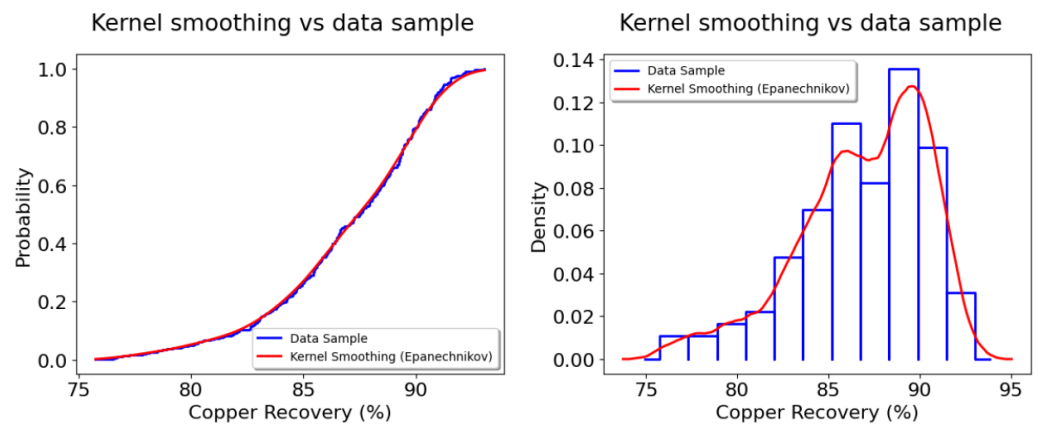 Kernel smoothing vs data sample
1.0
0.8
0.6
0.4
0.2
0.0
Probability
Data Sample
Kernel Smoothing (Epanechnikov)
75
80
85
90
Copper Recovery (%)
Kernel smoothing vs data sample
0.14
0.12
0.10
0.08
0.06
0.04
0.02
0.00
Density
Data Sample
Kernel Smoothing (Epanechnikov)
75
80
85
90
95
Copper Recovery (%)